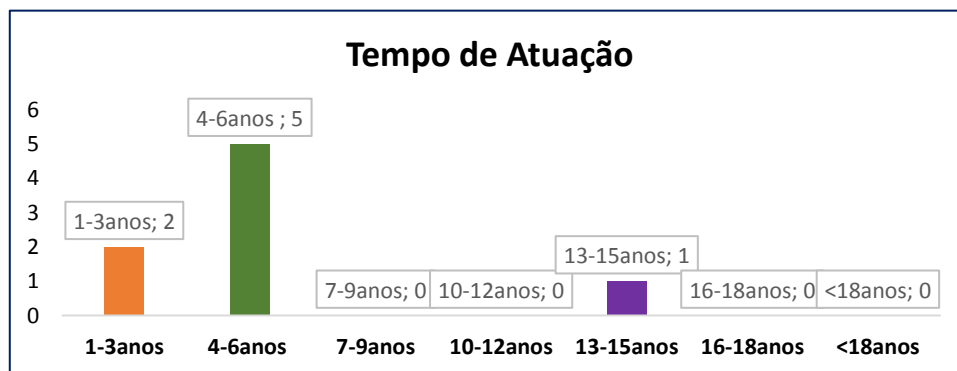 Tempo de Atuação
6
5
4
3
2
1
0
4-6anos ; 5
1-3anos; 2
13-15anos; 1
7-9anos; 0
10-12anos; 0
16-18anos; 0
<18anos; 0
1-3anos
4-6anos
7-9anos
10-12anos
13-15anos
16-18anos
<18anos